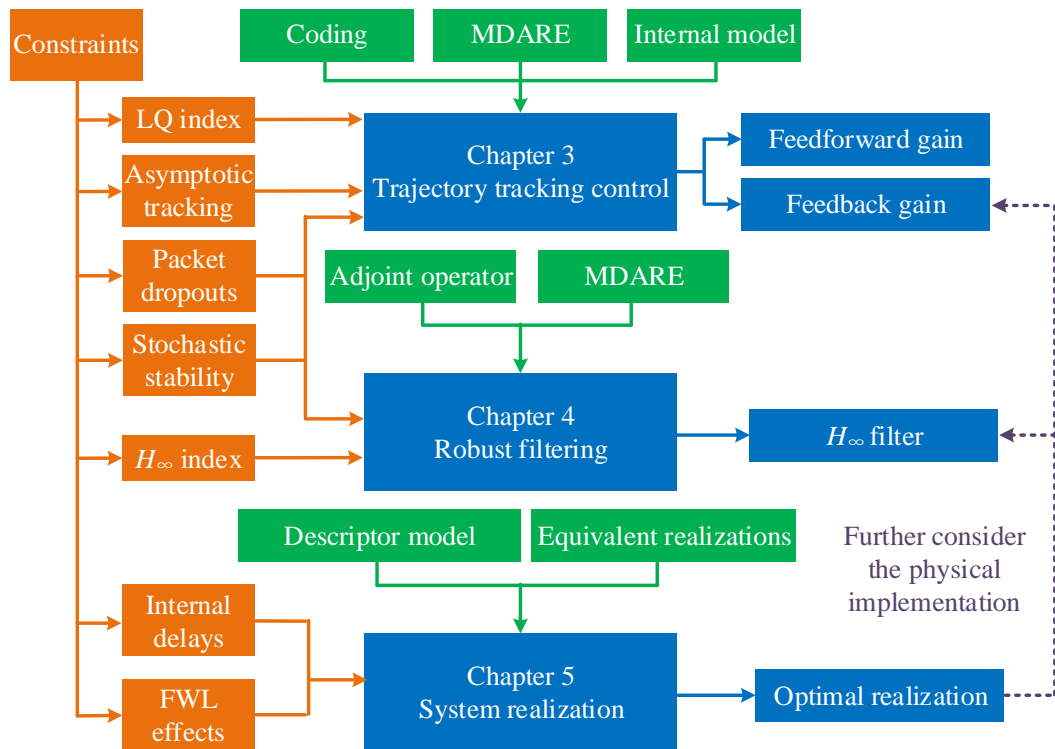 Constraints
Coding
MDARE
Internal model
LQ index
Asymptotic
tracking
Packet
dropouts
Stochastic
stability
H∞ index
Internal
delays
FWL
effects
Chapter 3
Trajectory tracking control
Feedforward gain
Feedback gain
Adjoint operator
MDARE
Chapter 4
Robust filtering
H∞ filter
Descriptor model
Equivalent realizations
Further consider
the physical
implementation
Chapter 5
System realization
Optimal realization